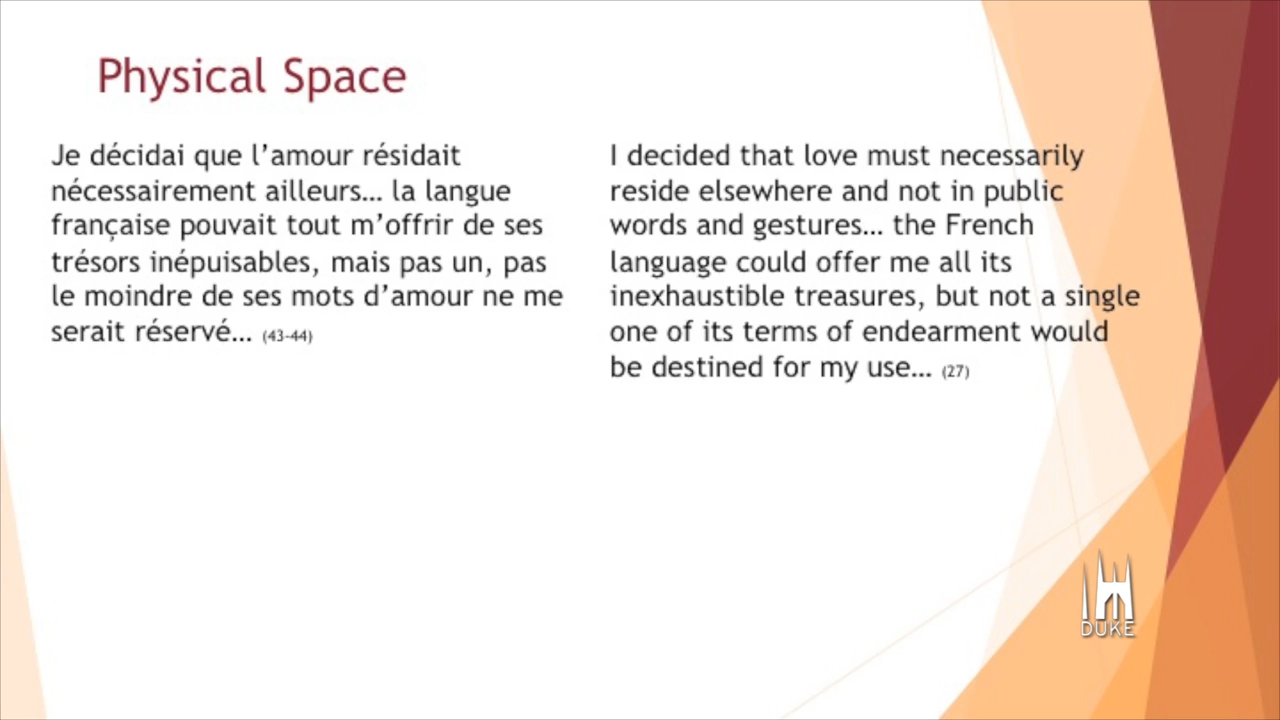 Physical Space
Je décidai que l’amour résidait
nécessairement ailleurs… la langue
française pouvait tout m’offrir de ses
trésors inépuisables, mais pas un, pas
le moindre de ses mots d’amour ne me
serait réservé… (43-44)
I decided that love must necessarily
reside elsewhere and not in public
words and gestures… the French
language could offer me all its
inexhaustible treasures, but not a single
one of its terms of endearment would
be destined for my use… (27)
DUKE